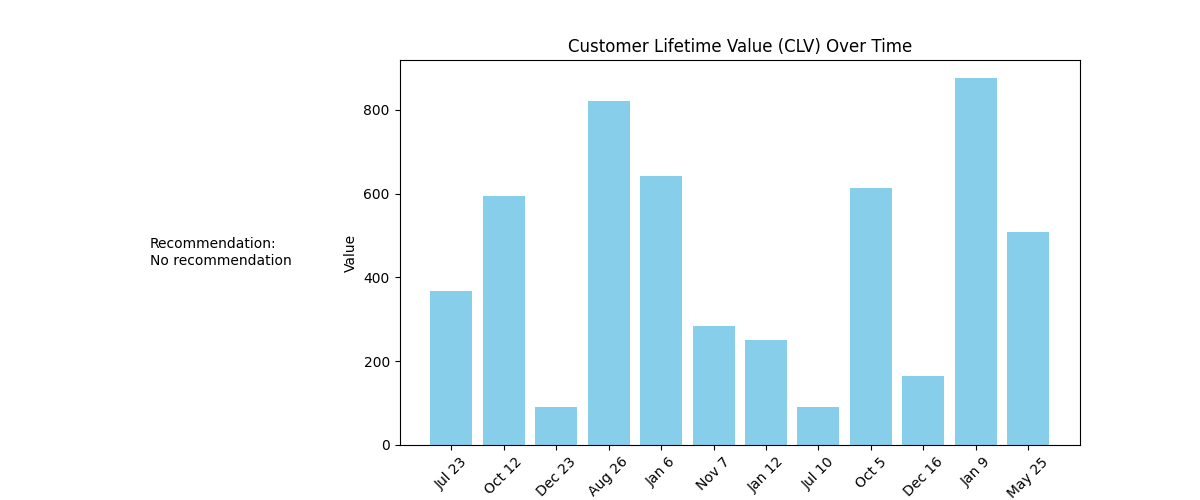 Customer Lifetime Value (CLV) Over Time
Recommendation:
No recommendation
Value
800
600
400
200
0
Jul 23
Oct 12
Dec 23
Aug 26
Jan 6
Nov 7
Jan 12
Jul 10
Oct 5
Dec 16
Jan 9
May 25